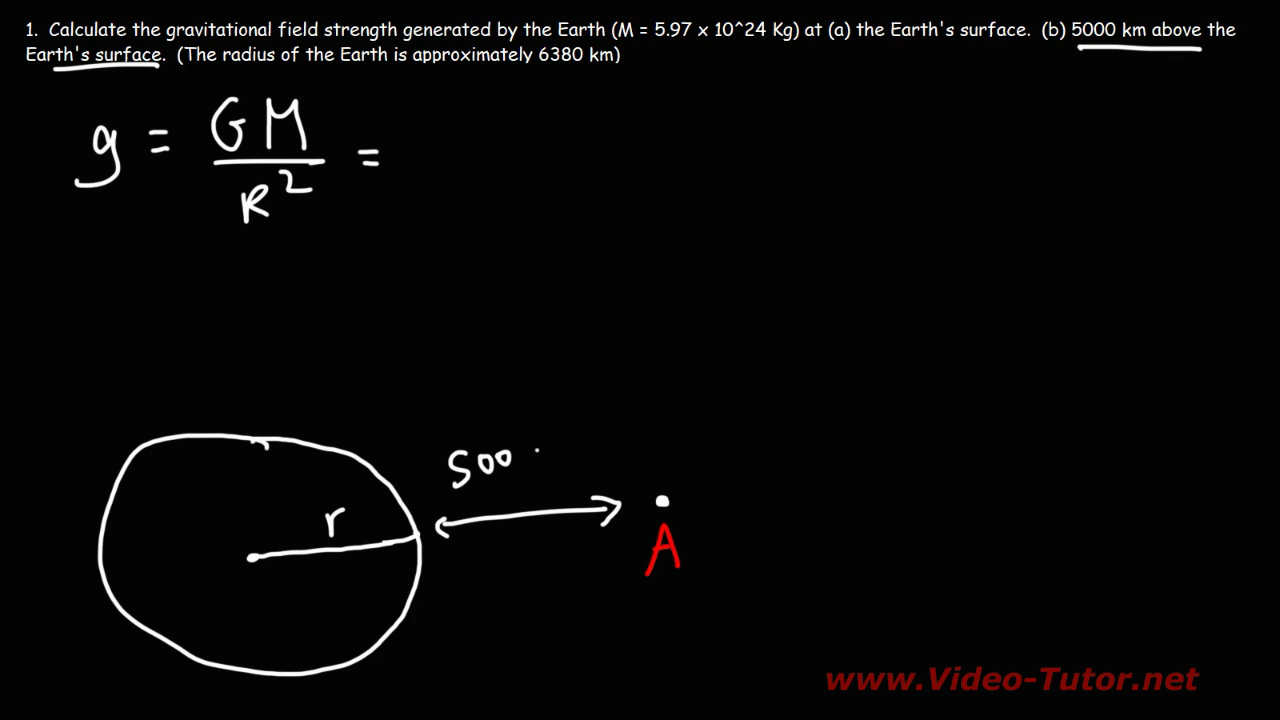 1. Calculate the gravitational field strength generated by the Earth (M = 5.97 x 10^24 Kg) at (a) the Earth's surface. (b) 5000 km above the
Earth's surface. (The radius of the Earth is approximately 6380 km)
g = GM / R² =
500
r
A
www.Video-Tutor.net